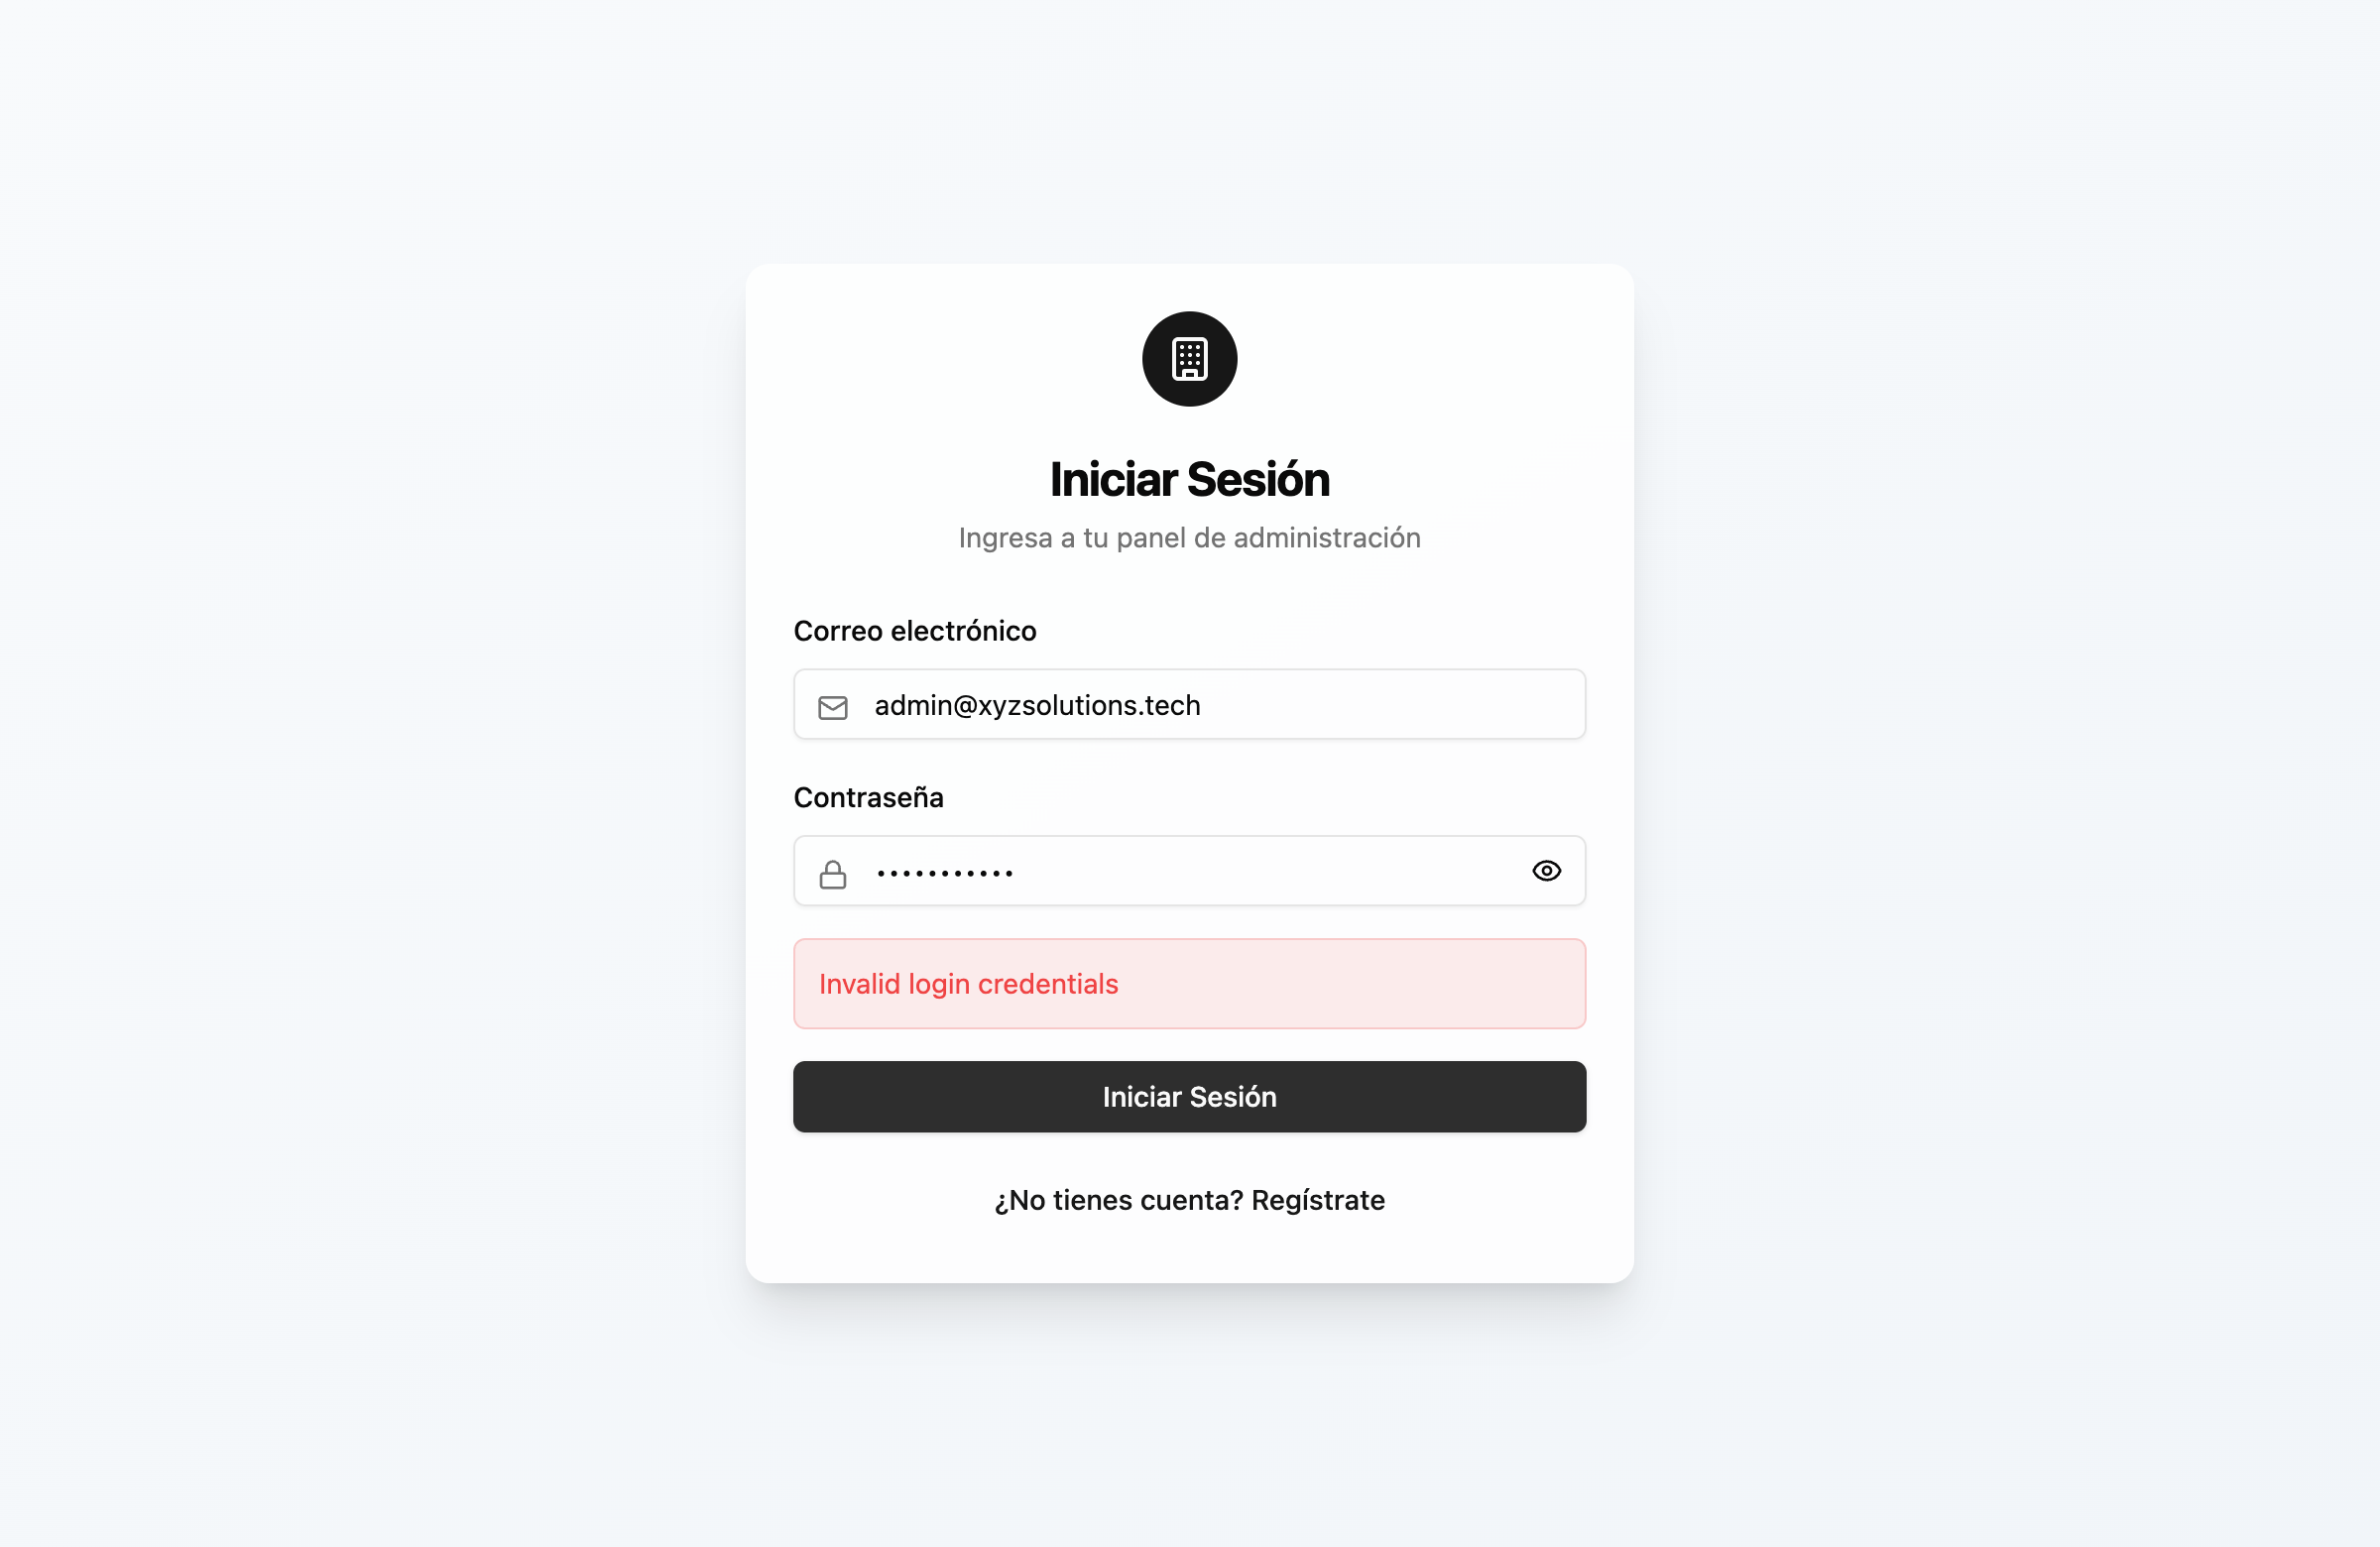 Iniciar Sesión
Ingresa a tu panel de administración
Correo electrónico
admin@xyzsolutions.tech
Contraseña
•••••••••••
Invalid login credentials
Iniciar Sesión
¿No tienes cuenta? Regístrate